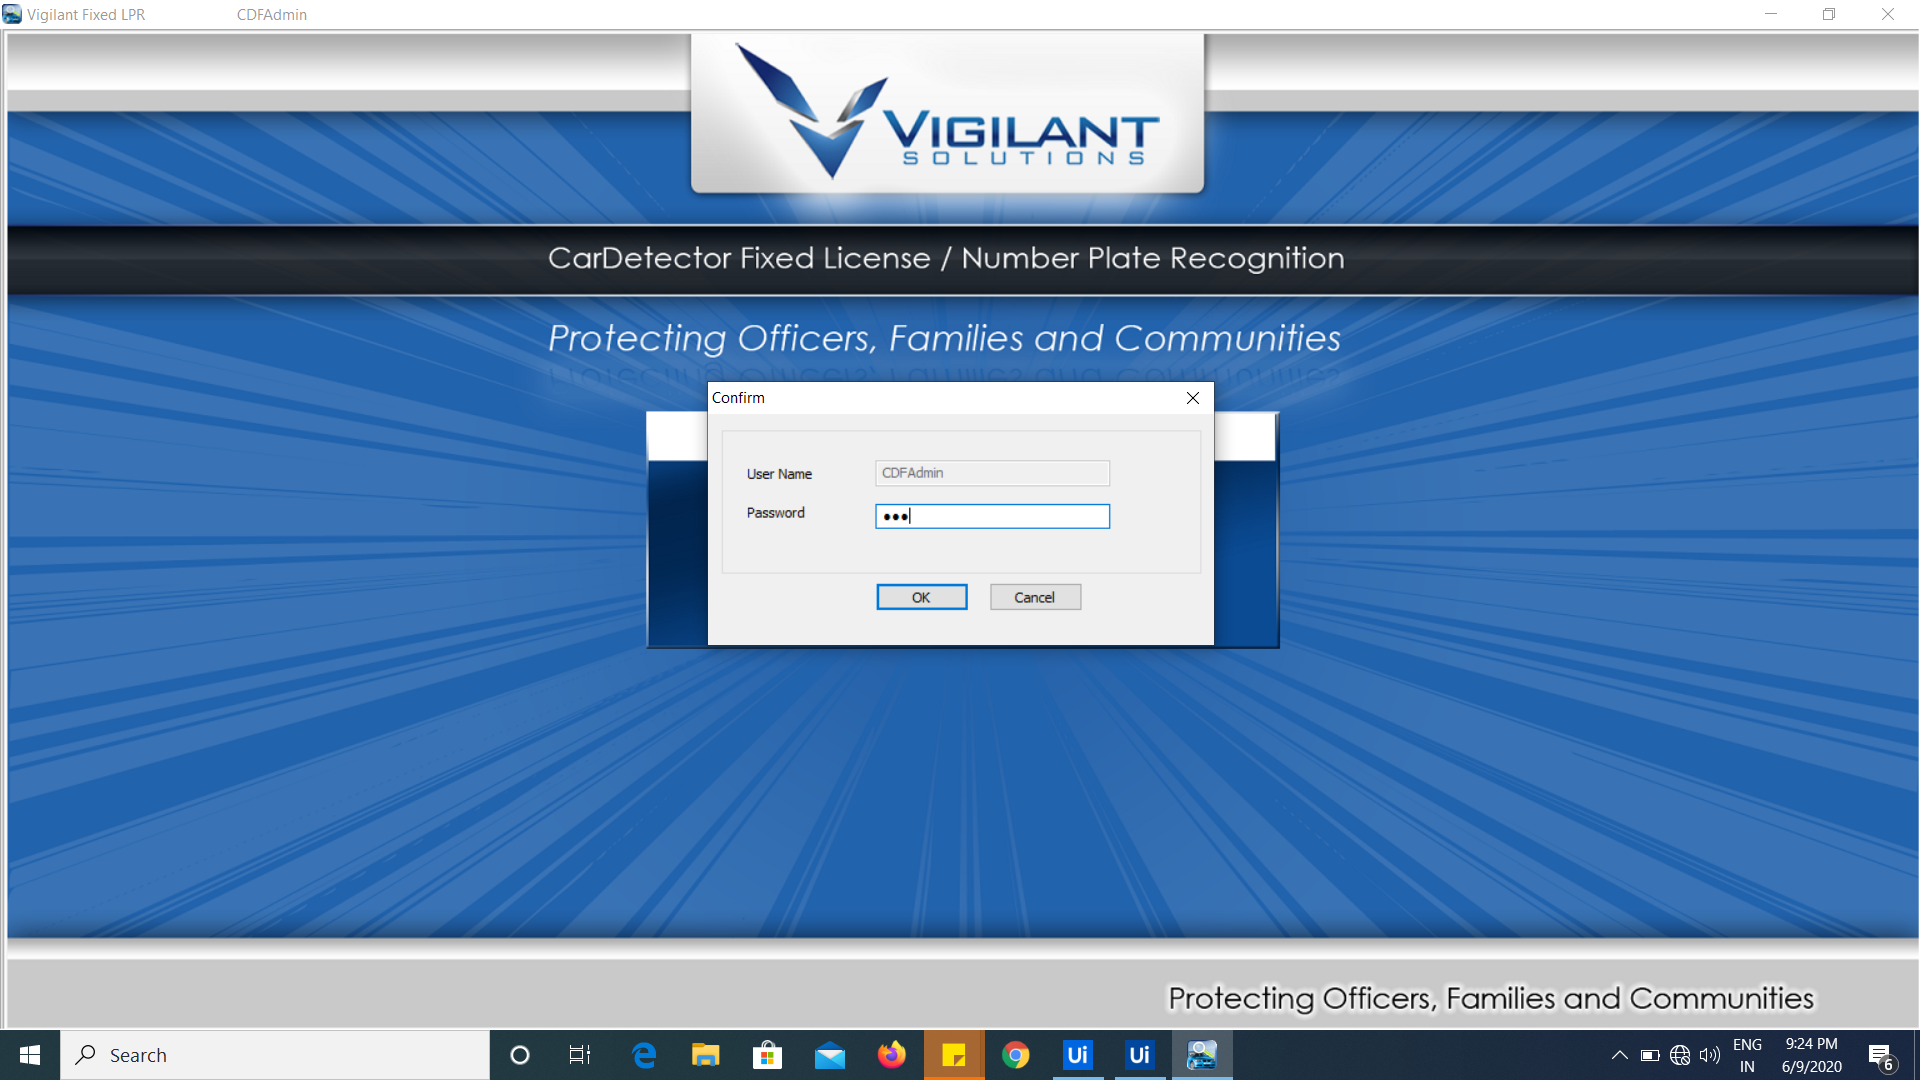 Vigilant Fixed LPR CDFAdmin
VIGILANT
SOLUTIONS
CarDetector Fixed License / Number Plate Recognition
Protecting Officers, Families and Communities
Confirm
User Name CDFAdmin
Password •••
OK Cancel
Protecting Officers, Families and Communities
Search
Ui
Ui
ENG
IN
9:24 PM
6/9/2020
6